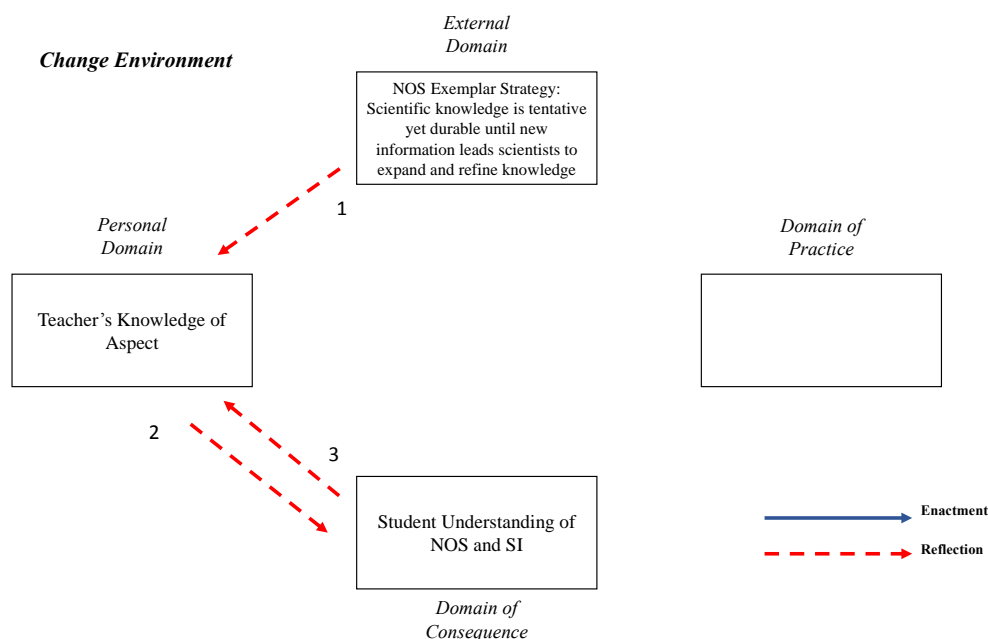 External
Domain
Change Environment
NOS Exemplar Strategy:
Scientific knowledge is tentative
yet durable until new
information leads scientists to
expand and refine knowledge
1
Personal
Domain
Domain of
Practice
Teacher’s Knowledge of
Aspect
2
3
Student Understanding of
NOS and SI
Enactment
Reflection
Domain of
Consequence